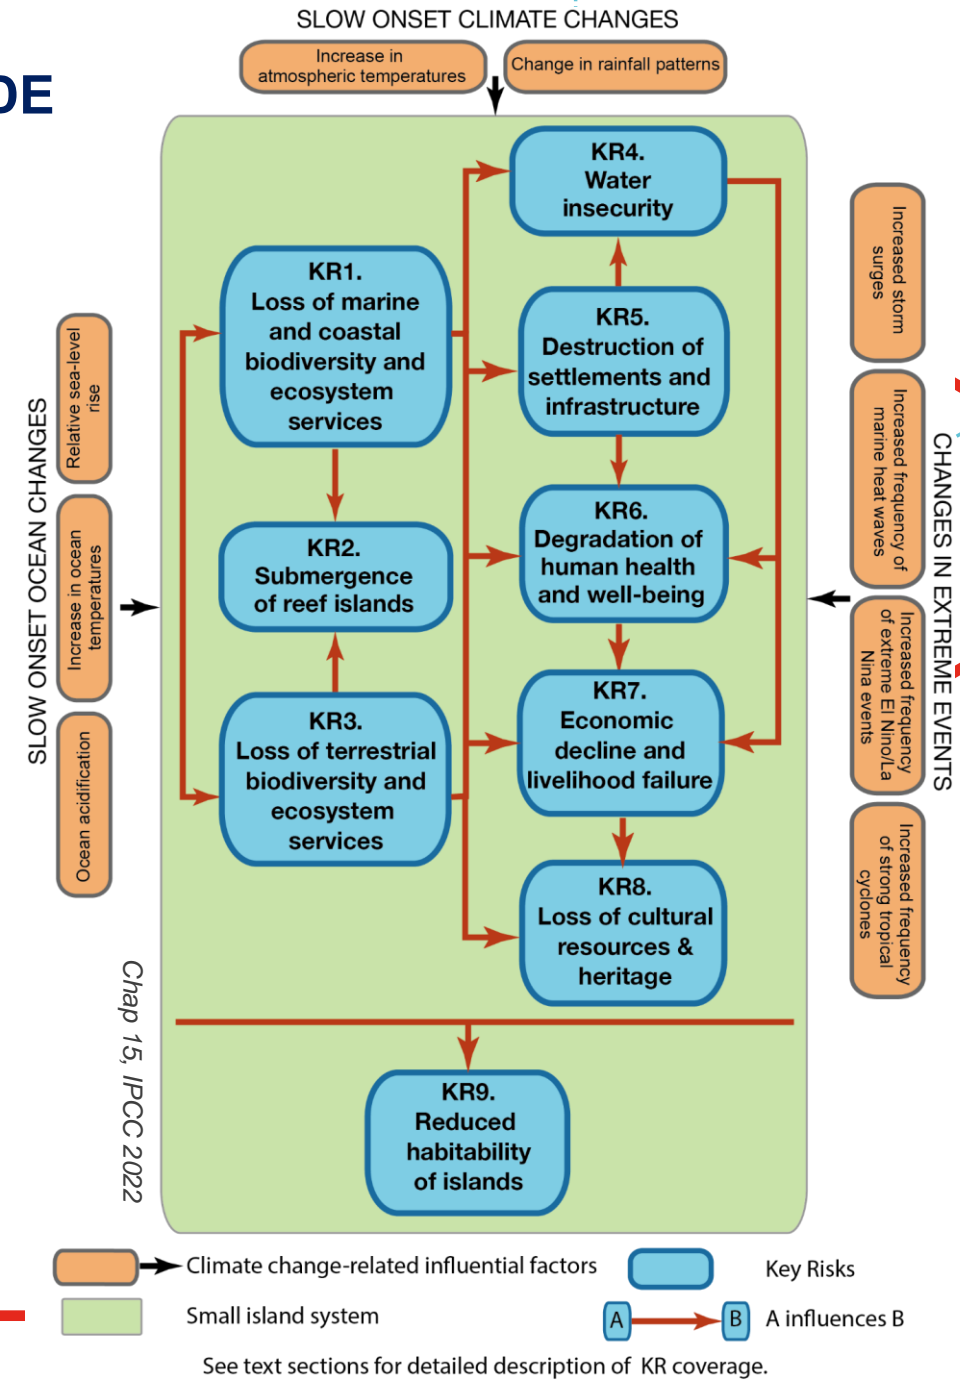 SLOW ONSET CLIMATE CHANGES
Increase in
atmospheric temperatures
Change in rainfall patterns
DE
KR4.
Water
insecurity
KR1.
Loss of marine
and coastal
biodiversity and
ecosystem
services
KR5.
Destruction of
settlements and
infrastructure
KR2.
Submergence
of reef islands
KR6.
Degradation of
human health
and well-being
KR3.
Loss of terrestrial
biodiversity and
ecosystem
services
KR7.
Economic
decline and
livelihood failure
KR8.
Loss of cultural
resources &
heritage
KR9.
Reduced
habitability
of islands
SLOW ONSET OCEAN CHANGES
Relative sea-level
rise
Increase in ocean
temperatures
Ocean acidification
CHANGES IN EXTREME EVENTS
Increased storm
surges
Increased frequency of
marine heat waves
Increased frequency
of extreme El Nino/La
Nina events
Increased frequency
of strong tropical
cyclones
Chap 15, IPCC 2022
Climate change-related influential factors
Key Risks
Small island system
A
B
A influences B
See text sections for detailed description of KR coverage.